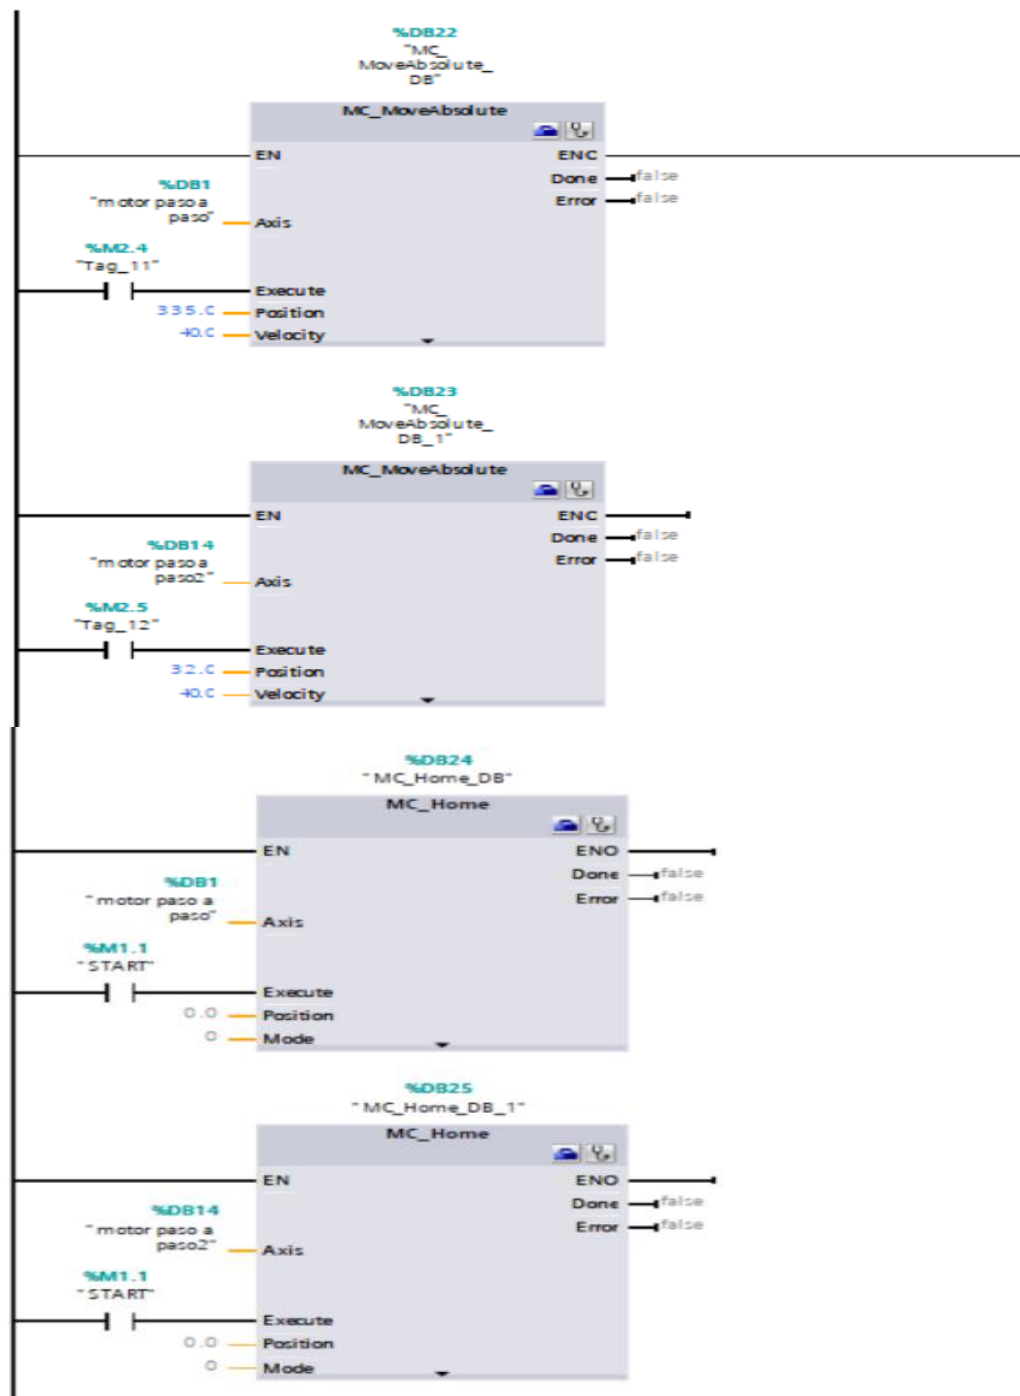 %DB22
"MC_
MoveAbsolute_
DB"
MC_MoveAbsolute
EN ENC
Done false
%DB1
"motor paso a
paso"
Error false
Axis
%M2.4
"Tag_11"
Execute
335.0 Position
40.0 Velocity
%DB23
"MC_
MoveAbsolute_
DB_1"
MC_MoveAbsolute
EN ENC
Done false
%DB14
"motor paso a
paso2"
Error false
Axis
%M2.5
"Tag_12"
Execute
32.0 Position
40.0 Velocity
%DB24
"MC_Home_DB"
MC_Home
EN ENO
Done false
%DB1
"motor paso a
paso"
Error false
Axis
%M1.1
"START"
Execute
0.0 Position
0 Mode
%DB25
"MC_Home_DB_1"
MC_Home
EN ENO
Done false
%DB14
"motor paso a
paso2"
Error false
Axis
%M1.1
"START"
Execute
0.0 Position
0 Mode